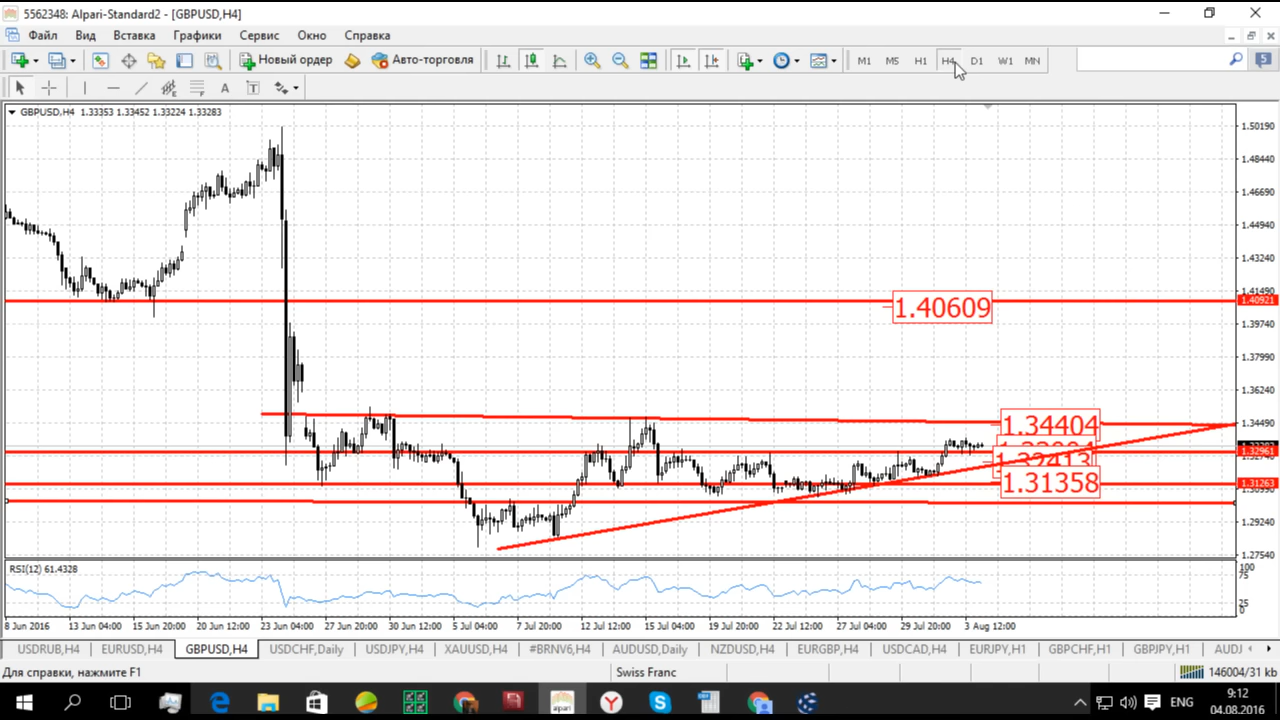 5562348: Alpari-Standard2 - [GBPUSD,H4]
Файл Вид Вставка Графики Сервис Окно Справка
Новый ордер Авто-торговля M1 M5 H1 H4 D1 W1 MN 5
A T
GBPUSD,H4 1.33353 1.33452 1.33224 1.33283
1.50190
1.48440
1.46690
1.44940
1.43240
1.41490
1.40921
1.40609
1.39740
1.37990
1.36240
1.34490
1.34404
1.32961
1.32413
1.31358
1.31263
1.29240
1.27540
RSI(12) 61.4328
100
75
25
0
8 Jun 2016 13 Jun 04:00 15 Jun 20:00 20 Jun 12:00 23 Jun 04:00 27 Jun 20:00 30 Jun 12:00 5 Jul 04:00 7 Jul 20:00 12 Jul 12:00 15 Jul 04:00 19 Jul 20:00 22 Jul 12:00 27 Jul 04:00 29 Jul 20:00 3 Aug 12:00
USDRUB,H4 EURUSD,H4 GBPUSD,H4 USDCHF,Daily USDJPY,H4 XAUUSD,H4 #BRNV6,H4 AUDUSD,Daily NZDUSD,H4 EURGBP,H4 USDCAD,H4 EURJPY,H1 GBPCHF,H1 GBPJPY,H1 AUDJ
Для справки, нажмите F1 Swiss Franc 146004/31 kb
alpari ENG 9:12
04.08.2016